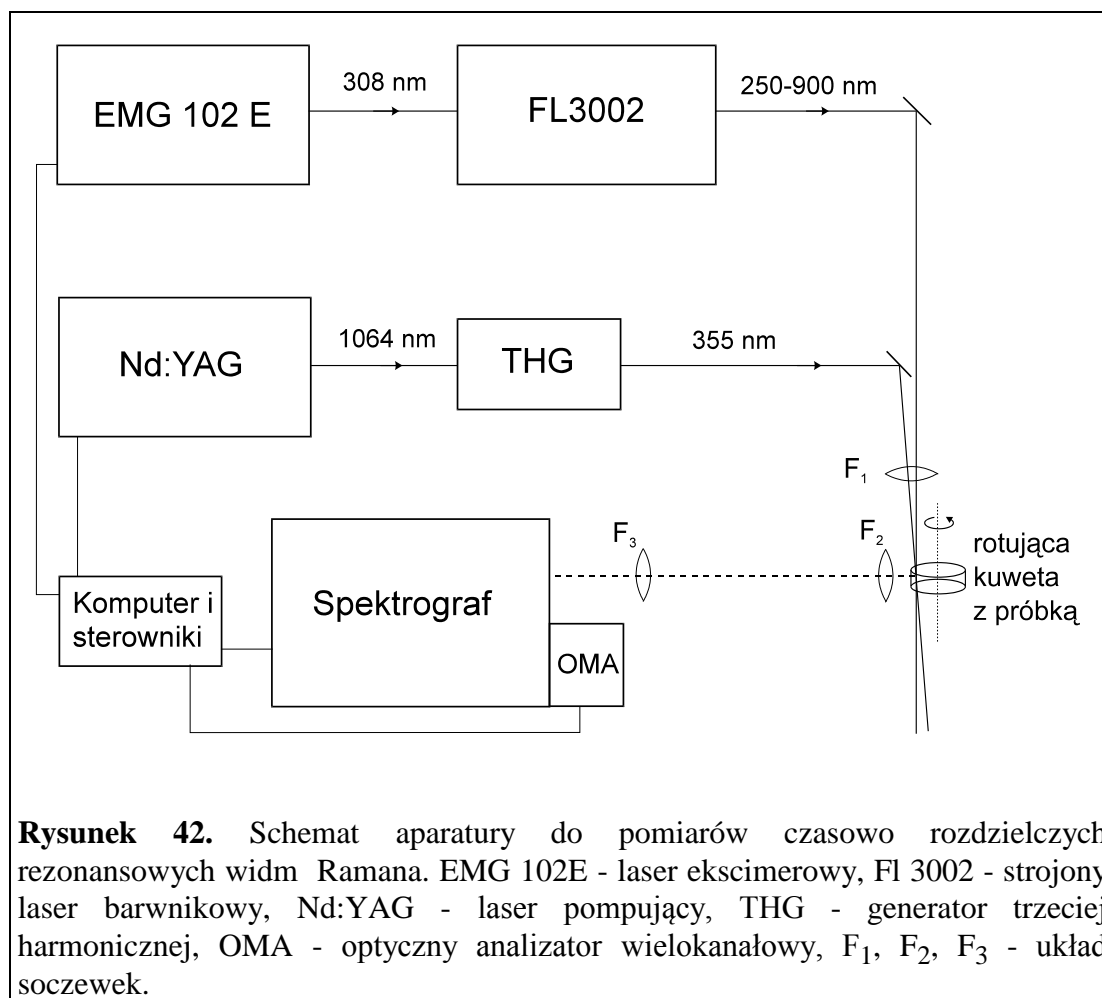 308 nm
250-900 nm
EMG 102 E
FL3002
1064 nm
355 nm
Nd:YAG
THG
F₁
F₃
F₂
rotująca
kuweta
z próbką
Komputer i
sterowniki
Spektrograf
OMA
Rysunek 42. Schemat aparatury do pomiarów czasowo rozdzielczych
rezonansowych widm Ramana. EMG 102E - laser ekscimerowy, Fl 3002 - strojony
laser barwnikowy, Nd:YAG - laser pompujący, THG - generator trzeciej
harmonicznej, OMA - optyczny analizator wielokanałowy, F₁, F₂, F₃ - układ
soczewek.